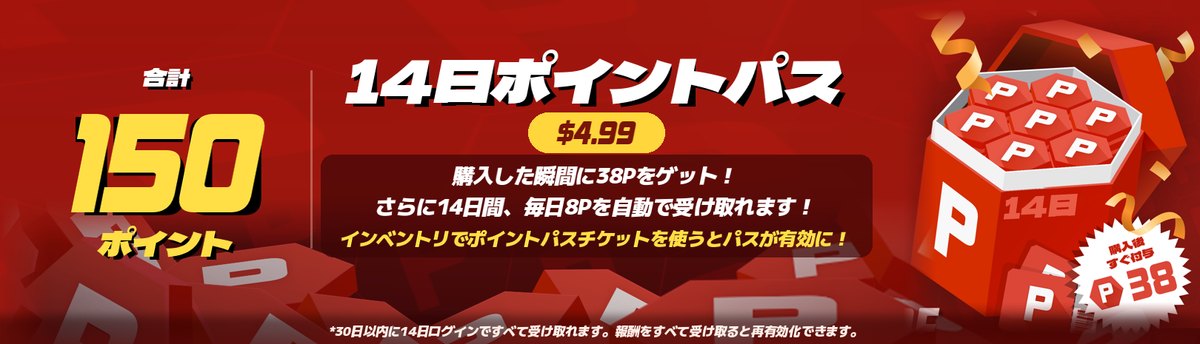 合計
150
ポイント
14日ポイントパス
$4.99
購入した瞬間に38Pをゲット！
さらに14日間、毎日8Pを自動で受け取れます！
インベントリでポイントパスチケットを使うとパスが有効に！
*30日以内に14日ログインですべて受け取れます。報酬をすべて受け取ると再有効化できます。
P
P
P
P
P
P
P
P
14日
購入後
すぐ付与
P 38